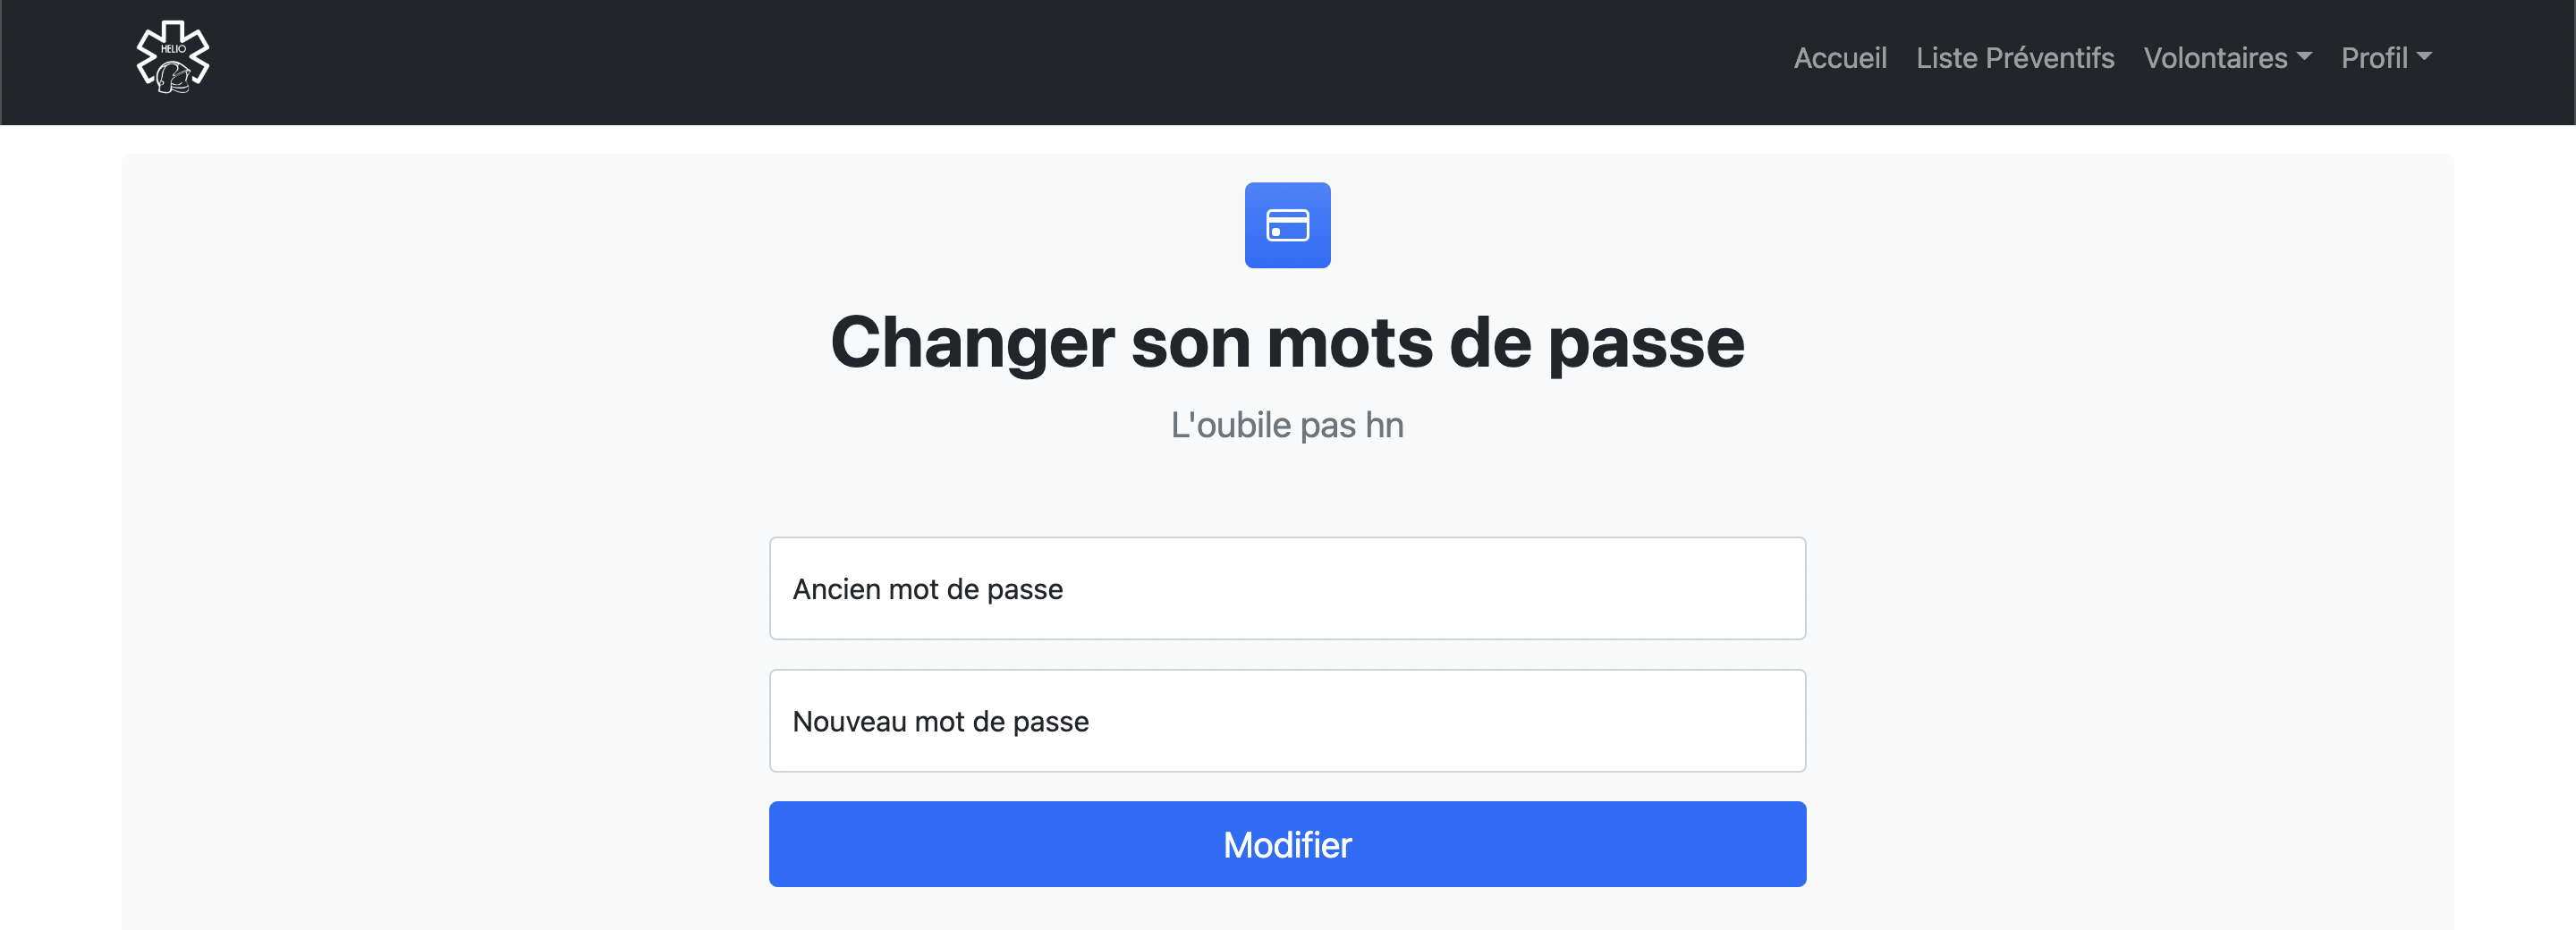 HELIO
Accueil Liste Préventifs Volontaires Profil
Changer son mots de passe
L'oubile pas hn
Ancien mot de passe
Nouveau mot de passe
Modifier